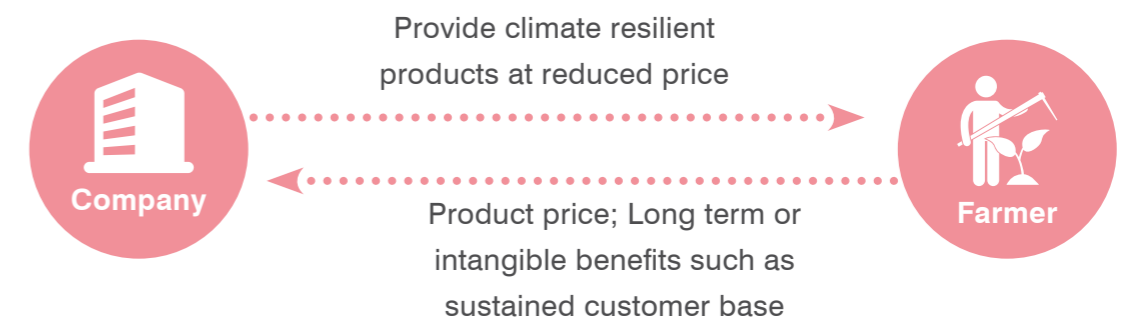 Provide climate resilient
products at reduced price
Company
Farmer
Product price; Long term or
intangible benefits such as
sustained customer base